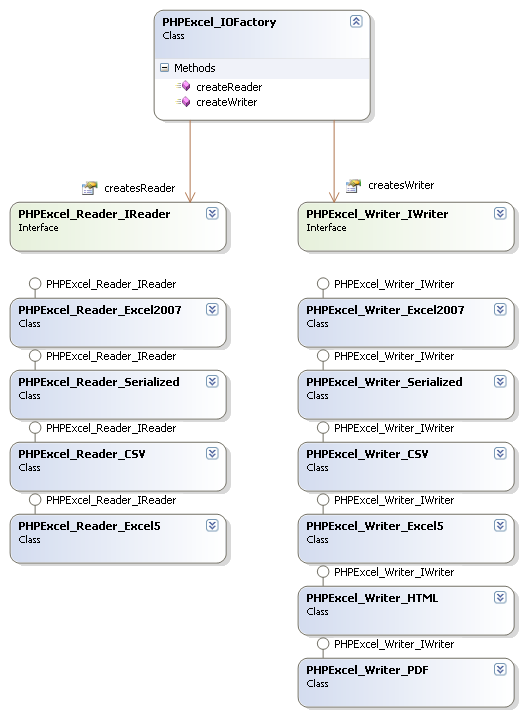 PHPExcel_IOFactory
Class
Methods
createReader
createWriter
createsReader
createsWriter
PHPExcel_Reader_IReader
Interface
PHPExcel_Reader_IReader
PHPExcel_Reader_Excel2007
Class
PHPExcel_Reader_IReader
PHPExcel_Reader_Serialized
Class
PHPExcel_Reader_IReader
PHPExcel_Reader_CSV
Class
PHPExcel_Reader_IReader
PHPExcel_Reader_Excel5
Class
PHPExcel_Writer_IWriter
Interface
PHPExcel_Writer_IWriter
PHPExcel_Writer_Excel2007
Class
PHPExcel_Writer_IWriter
PHPExcel_Writer_Serialized
Class
PHPExcel_Writer_IWriter
PHPExcel_Writer_CSV
Class
PHPExcel_Writer_IWriter
PHPExcel_Writer_Excel5
Class
PHPExcel_Writer_IWriter
PHPExcel_Writer_HTML
Class
PHPExcel_Writer_IWriter
PHPExcel_Writer_PDF
Class